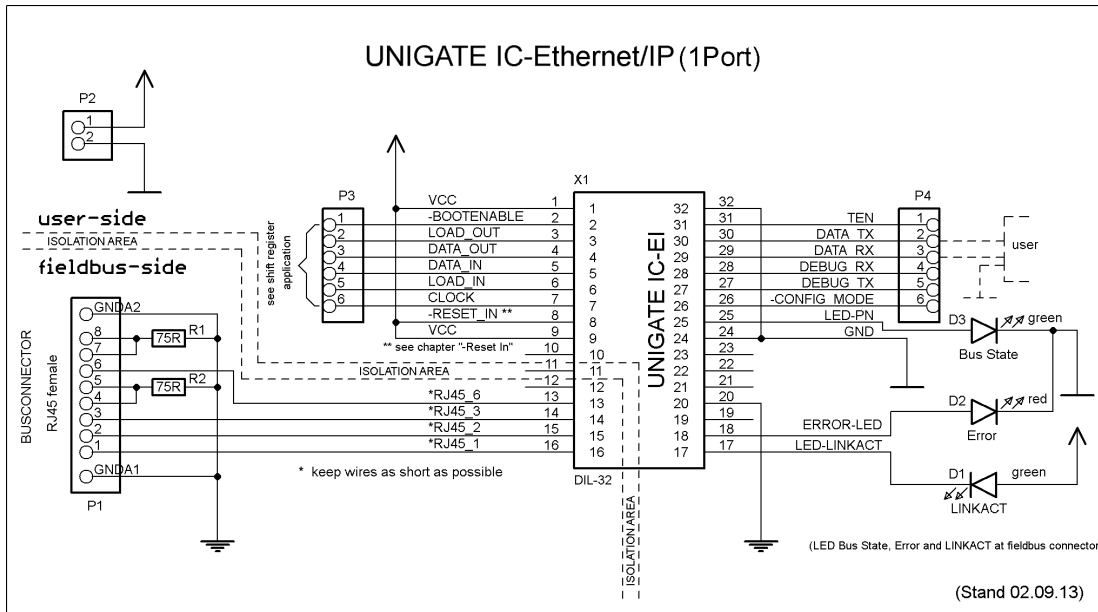 UNIGATE IC-Ethernet/IP (1Port)
P2
1
2
user-side
ISOLATION AREA
fieldbus-side
BUSCONNECTOR
RJ45 female
GNDA2
8
7
6
5
4
3
2
1
GNDA1
P1
75R
R1
75R
R2
see shift register
application
P3
1
2
3
4
5
6
VCC
-BOOTENABLE
LOAD_OUT
DATA_OUT
DATA_IN
LOAD_IN
CLOCK
-RESET_IN **
VCC
** see chapter "-Reset In"
ISOLATION AREA
*RJ45_6
*RJ45_3
*RJ45_2
*RJ45_1
* keep wires as short as possible
1
2
3
4
5
6
7
8
9
10
11
12
13
14
15
16
X1
1
2
3
4
5
6
7
8
9
10
11
12
13
14
15
16
UNIGATE IC-EI
32
31
30
29
28
27
26
25
24
23
22
21
20
19
18
17
DIL-32
ISOLATION AREA
32
31
30
29
28
27
26
25
24
23
22
21
20
19
18
17
TEN
DATA_TX
DATA_RX
DEBUG_RX
DEBUG_TX
-CONFIG_MODE
LED-PN
GND
ERROR-LED
LED-LINKACT
P4
1
2
3
4
5
6
user
D3
green
Bus State
D2
red
Error
D1
green
LINKACT
(LED Bus State, Error and LINKACT at fieldbus connector
(Stand 02.09.13)